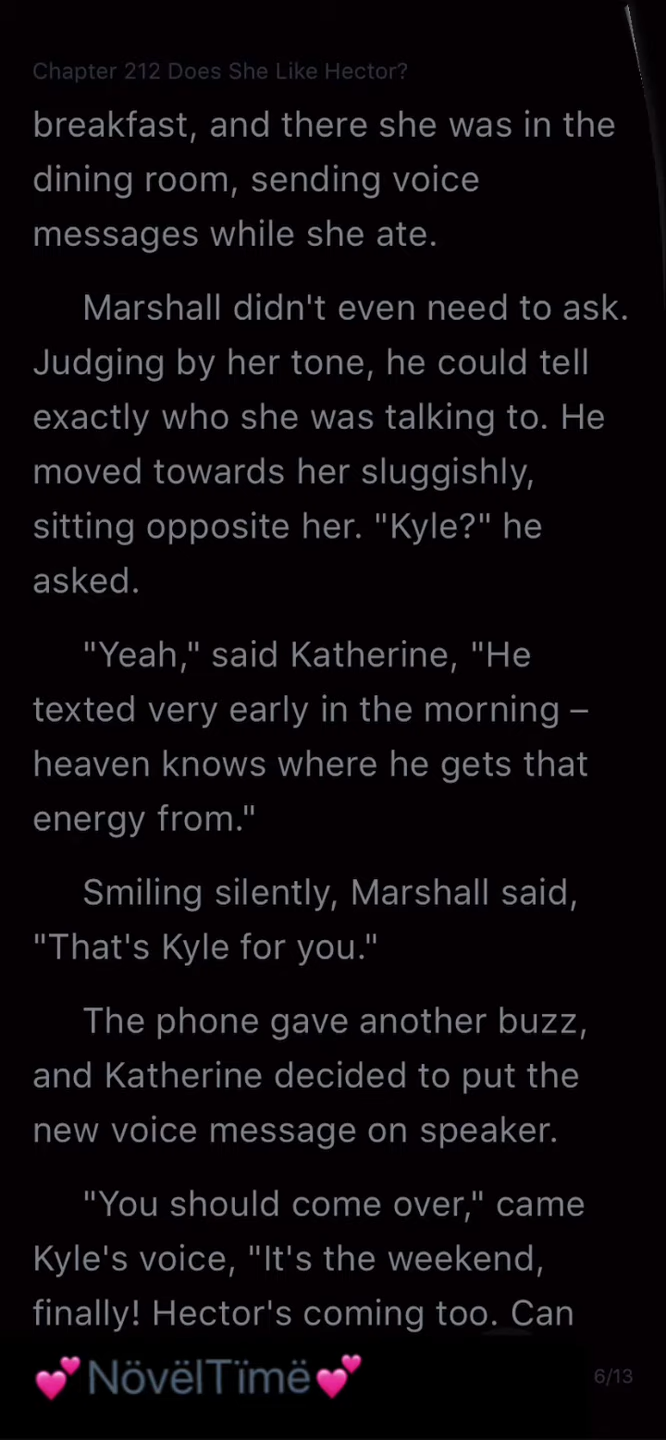 Chapter 212 Does She Like Hector?
breakfast, and there she was in the
dining room, sending voice
messages while she ate.
Marshall didn't even need to ask.
Judging by her tone, he could tell
exactly who she was talking to. He
moved towards her sluggishly,
sitting opposite her. "Kyle?" he
asked.
"Yeah," said Katherine, "He
texted very early in the morning –
heaven knows where he gets that
energy from."
Smiling silently, Marshall said,
"That's Kyle for you."
The phone gave another buzz,
and Katherine decided to put the
new voice message on speaker.
"You should come over," came
Kyle's voice, "It's the weekend,
finally! Hector's coming too. Can
💕NövëlTïmë💕
6/13